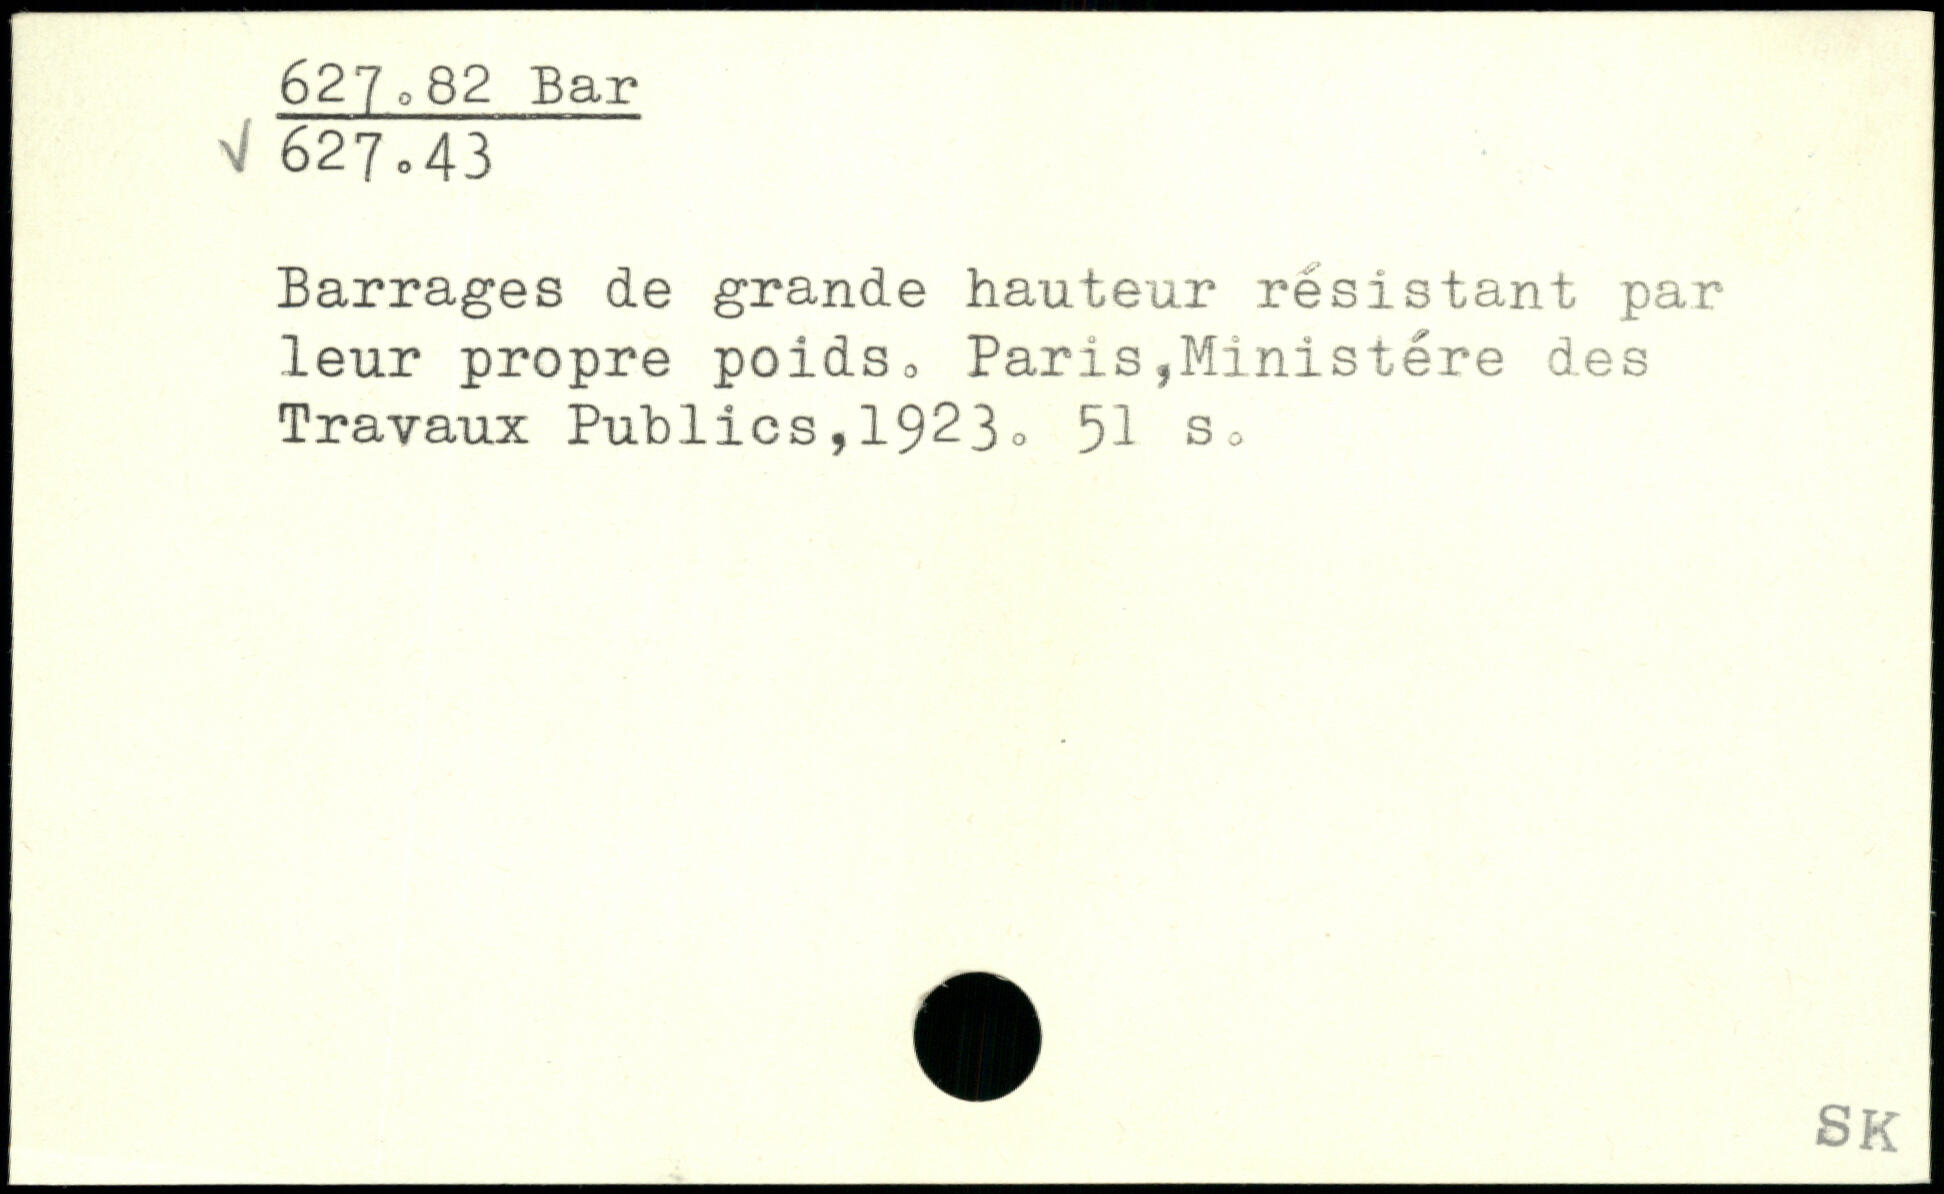 627.82 Bar
√ 627.43
Barrages de grande hauteur résistant par
leur propre poids. Paris,Ministére des
Travaux Publics,1923. 51 s.
SK